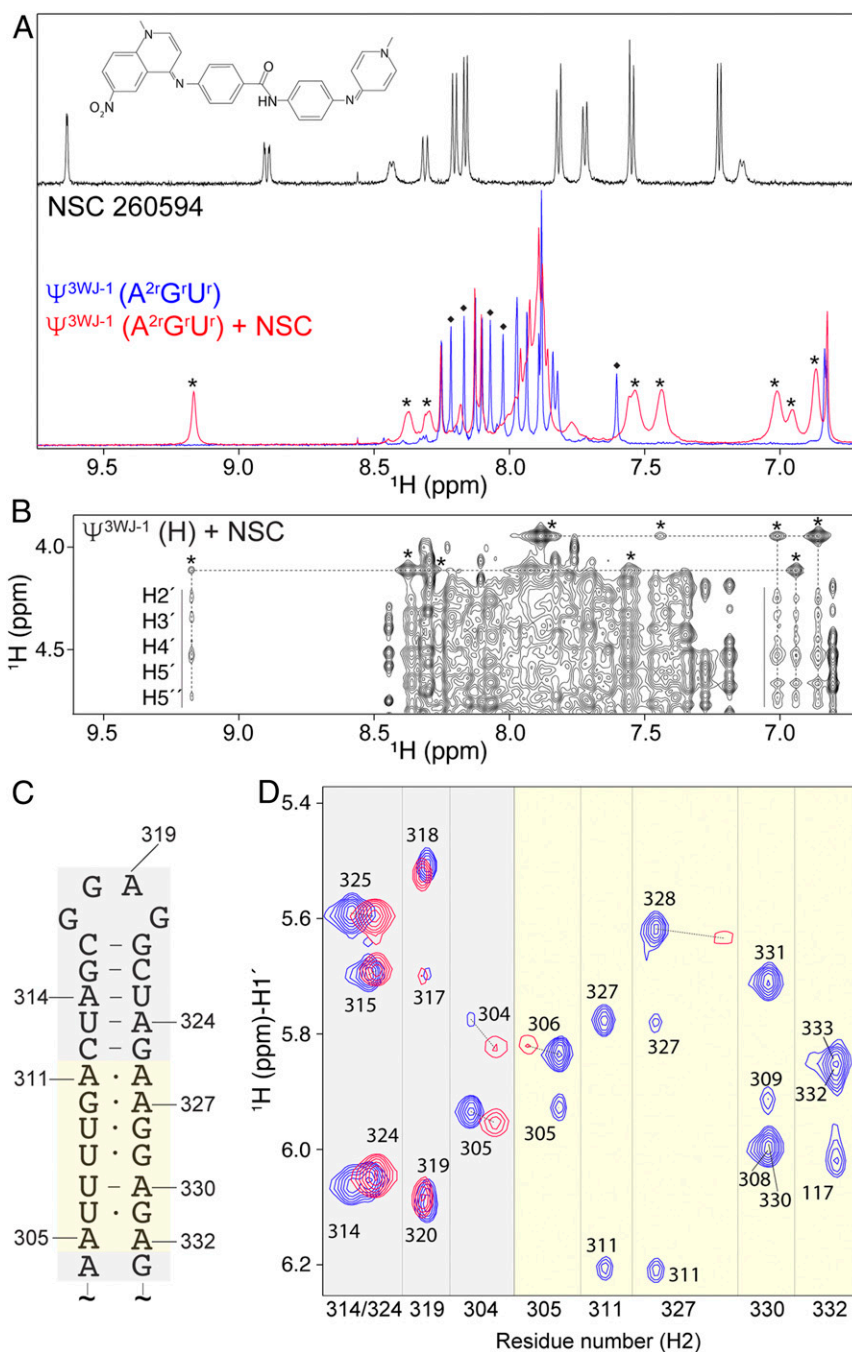 A
N
N
O
N
HN
N
N
O₂N
NSC 260594
Ψ3WJ-1 (A2rGrUr)
Ψ3WJ-1 (A2rGrUr) + NSC
* * * ◆ ◆ ◆ ◆ ◆ * * * * *
9.5 9.0 8.5 8.0 7.5 7.0
¹H (ppm)
B
Ψ3WJ-1 (H) + NSC
* * * * * * * * *
4.0
4.5
¹H (ppm)
H2´
H3´
H4´
H5´
H5´´
9.5 9.0 8.5 8.0 7.5 7.0
¹H (ppm)
C
319
G A
G G
C – G
G – C
314 A – U
U – A 324
C – G
311 A · A
G · A 327
U · G
U · G
U – A 330
U · G
305 A A 332
A G
~ ~
D
5.4
5.6
5.8
6.0
6.2
¹H (ppm)-H1´
325
315
324
314
318
317
319
320
304
305
306
305
327
311
328
327
311
331
309
308
330
333
332
117
314/324 319 304 305 311 327 330 332
Residue number (H2)